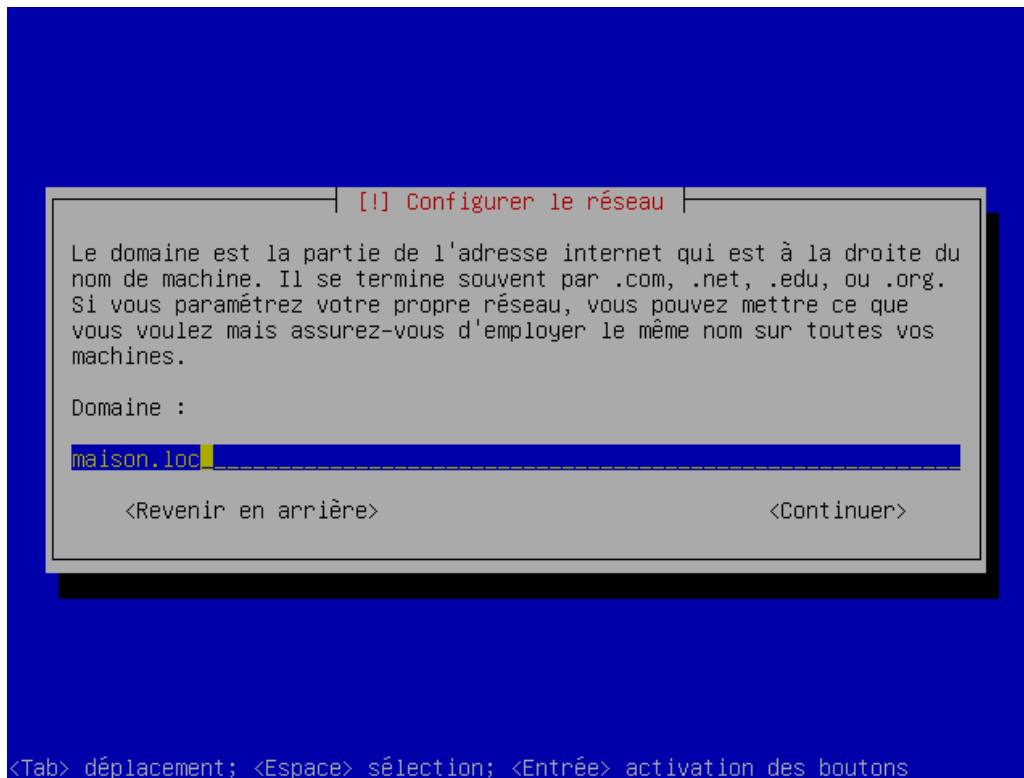 [!] Configurer le réseau
Le domaine est la partie de l'adresse internet qui est à la droite du
nom de machine. Il se termine souvent par .com, .net, .edu, ou .org.
Si vous paramétrez votre propre réseau, vous pouvez mettre ce que
vous voulez mais assurez-vous d'employer le même nom sur toutes vos
machines.
Domaine :
maison.loc
<Revenir en arrière> <Continuer>
<Tab> déplacement; <Espace> sélection; <Entrée> activation des boutons